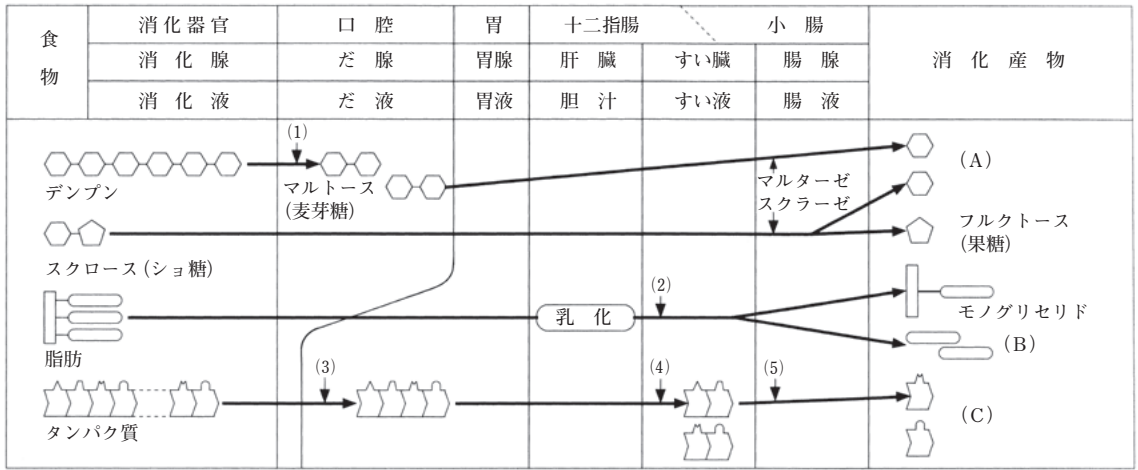 食物
消化器官 口腔 胃 十二指腸 小腸
消化腺 だ腺 胃腺 肝臓 すい臓 腸腺
消化液 だ液 胃液 胆汁 すい液 腸液
消化産物
(1)
デンプン
マルトース
(麦芽糖)
マルターゼ
スクラーゼ
(A)
フルクトース
(果糖)
スクロース(ショ糖)
(2)
乳化
モノグリセリド
(B)
脂肪
(3)
(4)
(5)
タンパク質
(C)